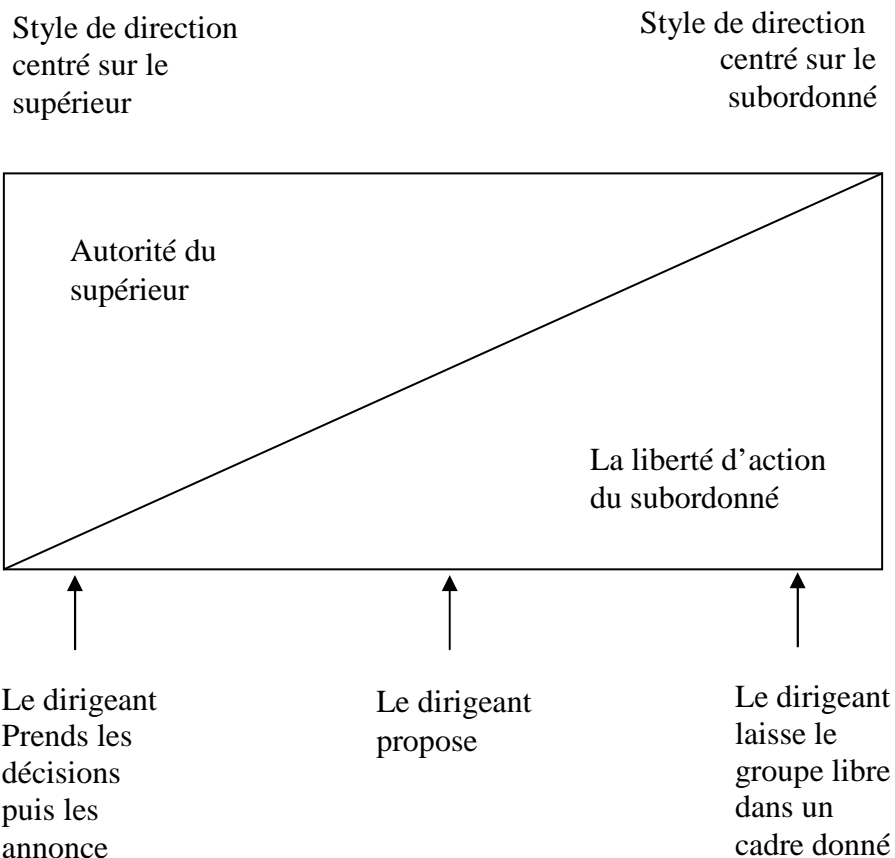 Style de direction
centré sur le
supérieur
Style de direction
centré sur le
subordonné
Autorité du
supérieur
La liberté d’action
du subordonné
Le dirigeant
Prends les
décisions
puis les
annonce
Le dirigeant
propose
Le dirigeant
laisse le
groupe libre
dans un
cadre donné